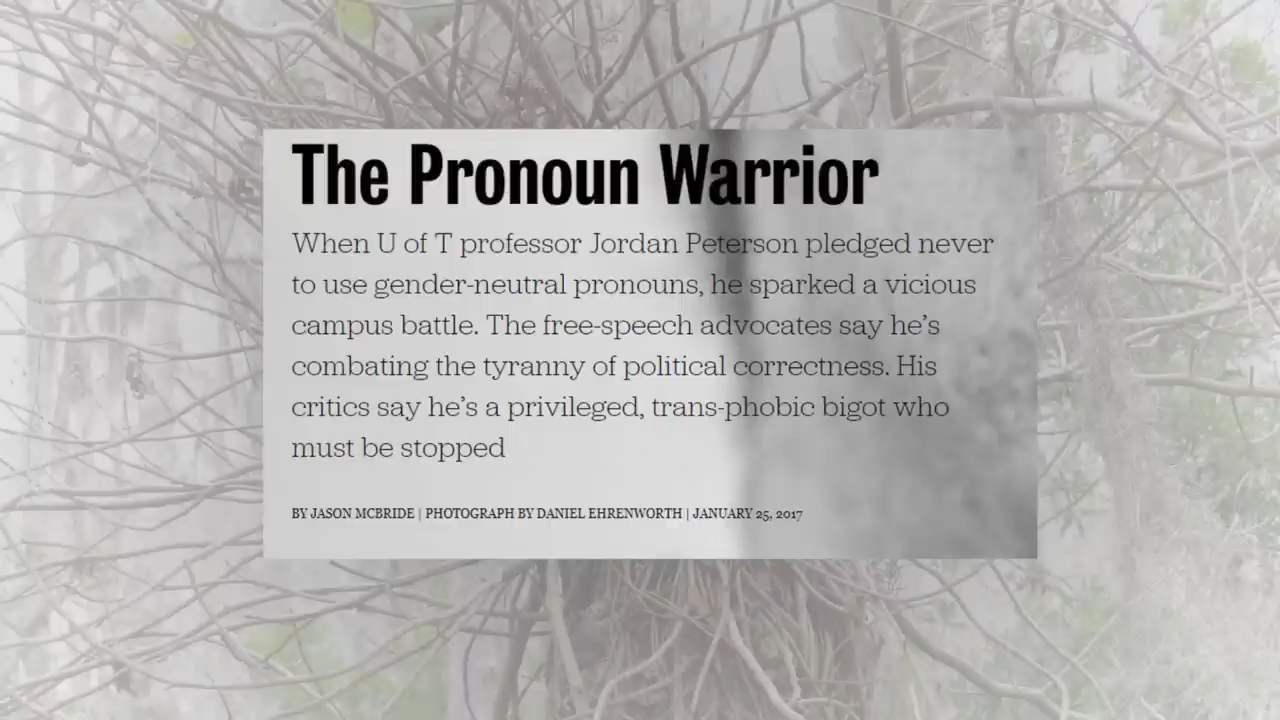 The Pronoun Warrior
When U of T professor Jordan Peterson pledged never
to use gender-neutral pronouns, he sparked a vicious
campus battle. The free-speech advocates say he’s
combating the tyranny of political correctness. His
critics say he’s a privileged, trans-phobic bigot who
must be stopped
BY JASON MCBRIDE | PHOTOGRAPH BY DANIEL EHRENWORTH | JANUARY 25, 2017